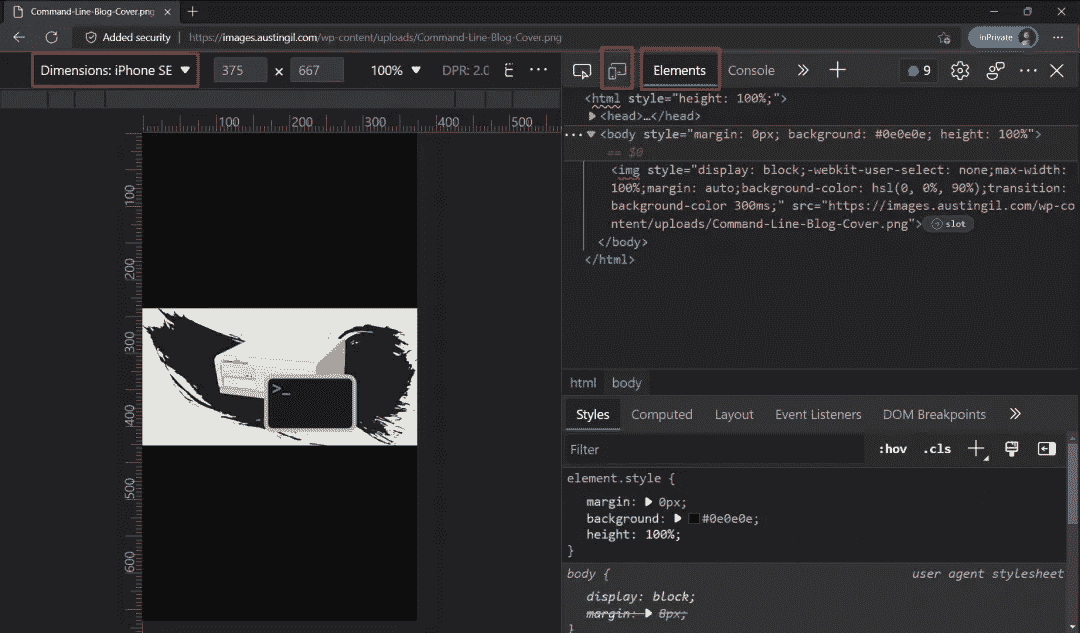 Command-Line-Blog-Cover.png
Added security
https://images.austingil.com/wp-content/uploads/Command-Line-Blog-Cover.png
InPrivate
Dimensions: iPhone SE
375 × 667
100%
DPR: 2.0
Elements
Console
9
100 200 300 400 500
100
200
300
400
500
600
>_
<html style="height: 100%;">
<head>…</head>
<body style="margin: 0px; background: #0e0e0e; height: 100%">
== $0
<img style="display: block;-webkit-user-select: none;max-width:
100%;margin: auto;background-color: hsl(0, 0%, 90%);transition:
background-color 300ms;" src="https://images.austingil.com/wp-co
ntent/uploads/Command-Line-Blog-Cover.png">
slot
</body>
</html>
html body
Styles Computed Layout Event Listeners DOM Breakpoints
Filter
:hov .cls
element.style {
margin: 0px;
background: #0e0e0e;
height: 100%;
}
body {
user agent stylesheet
display: block;
margin: 8px;
}